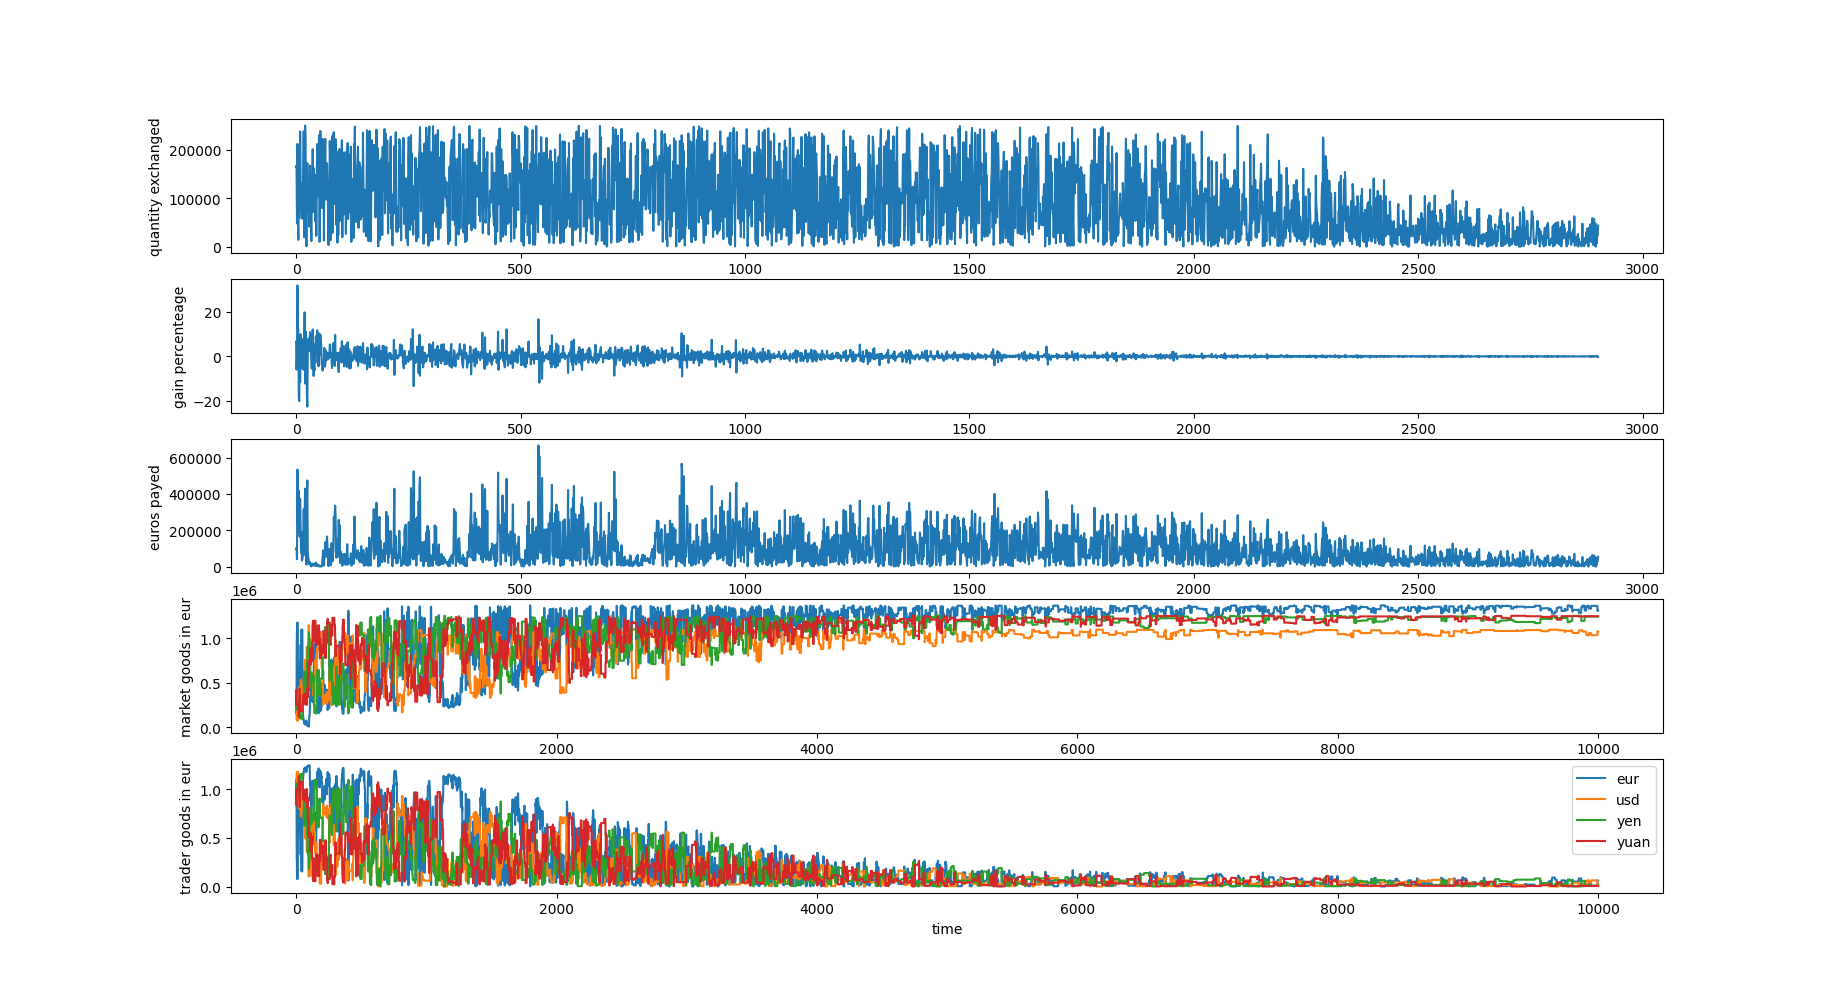 quantity exchanged
200000
100000
0
0 500 1000 1500 2000 2500 3000
gain percenteage
20
0
−20
0 500 1000 1500 2000 2500 3000
euros payed
600000
400000
200000
0
0 500 1000 1500 2000 2500 3000
1e6
market goods in eur
1.0
0.5
0.0
0 2000 4000 6000 8000 10000
1e6
trader goods in eur
1.0
0.5
0.0
eur
usd
yen
yuan
0 2000 4000 6000 8000 10000
time